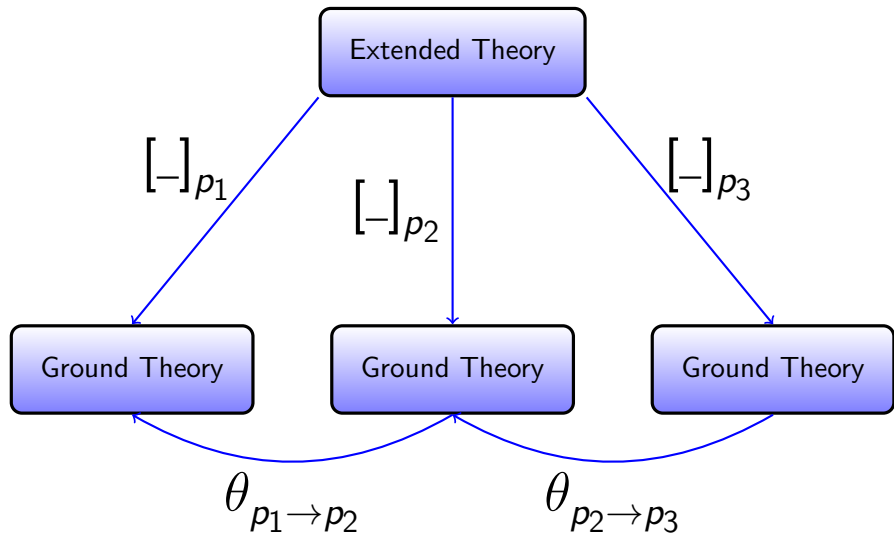 Extended Theory
[_]p₁
[_]p₂
[_]p₃
Ground Theory
Ground Theory
Ground Theory
θp₁→p₂
θp₂→p₃